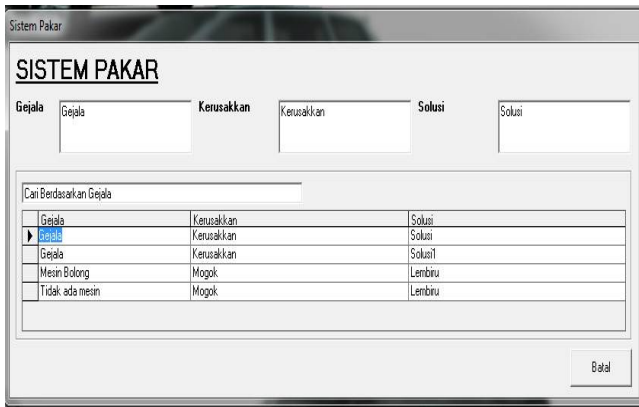 Sistem Pakar
SISTEM PAKAR
Gejala Gejala Kerusakkan Kerusakkan Solusi Solusi
Cari Berdasarkan Gejala
Gejala Kerusakkan Solusi
Gejala Kerusakkan Solusi
Gejala Kerusakkan Solusi1
Mesin Bolong Mogok Lembiru
Tidak ada mesin Mogok Lembiru
Batal